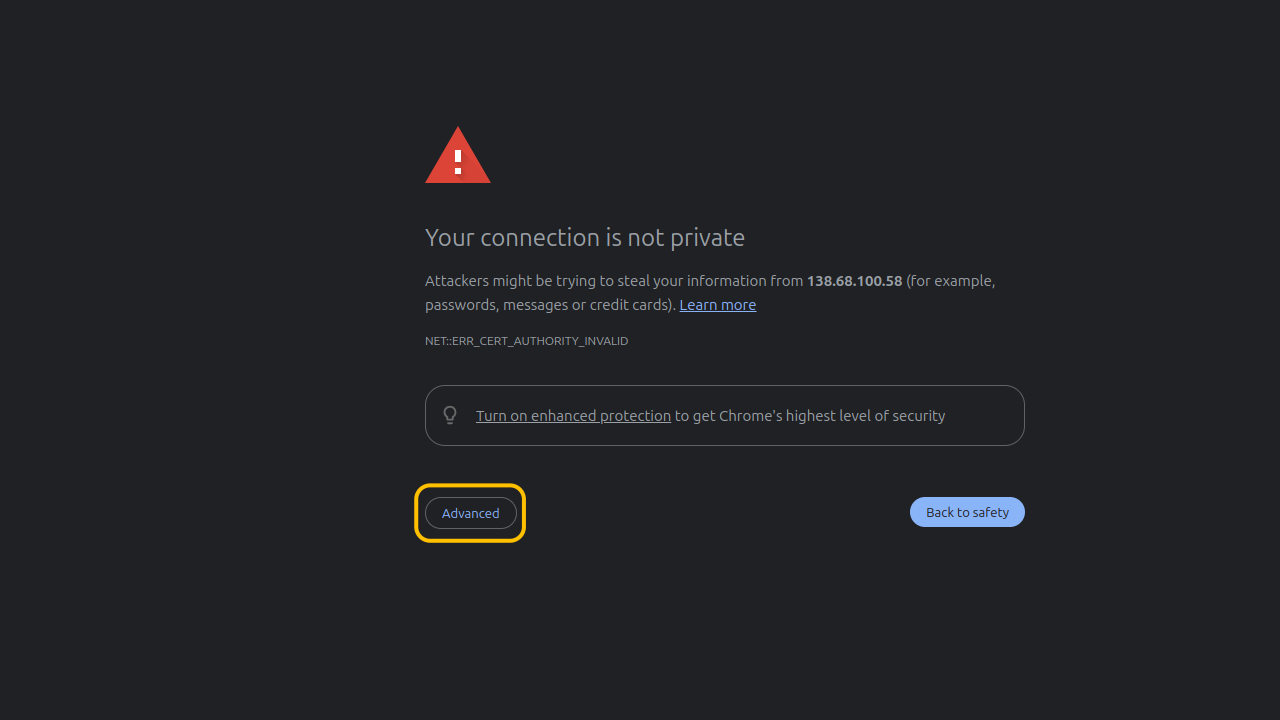 Your connection is not private
Attackers might be trying to steal your information from 138.68.100.58 (for example,
passwords, messages or credit cards). Learn more
NET::ERR_CERT_AUTHORITY_INVALID
Turn on enhanced protection to get Chrome's highest level of security
Advanced
Back to safety